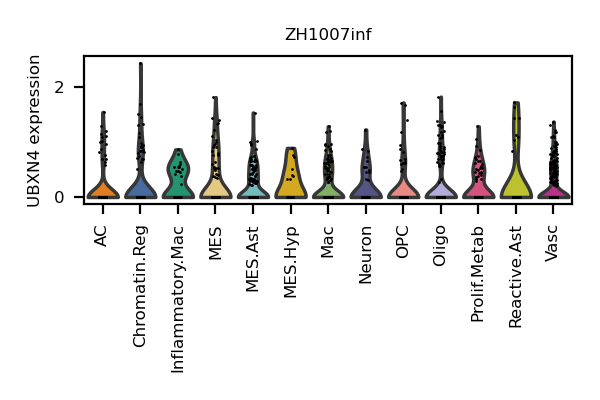 ZH1007inf
UBXN4 expression
2
0
AC
Chromatin.Reg
Inflammatory.Mac
MES
MES.Ast
MES.Hyp
Mac
Neuron
OPC
Oligo
Prolif.Metab
Reactive.Ast
Vasc